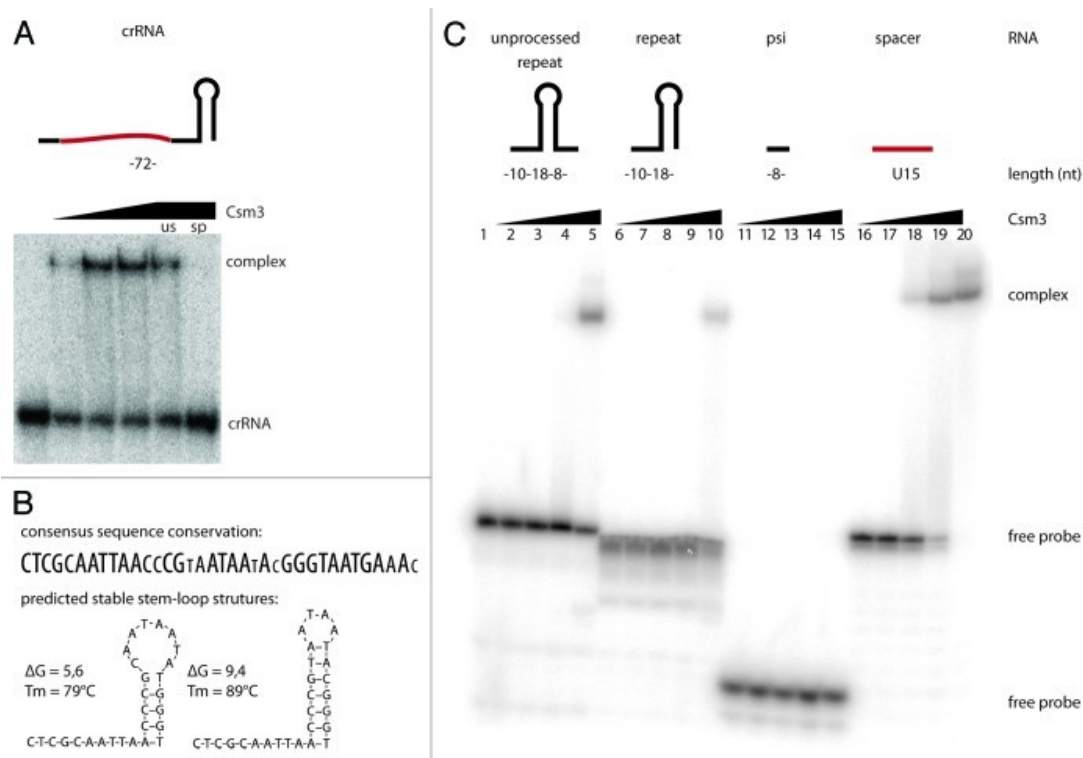 A
crRNA
-72-
Csm3
us sp
complex
crRNA
B
consensus sequence conservation:
CTCGCAATTAACCCGTAATAATACGGGTAATGAAAC
predicted stable stem-loop strutures:
ΔG = 5,6
Tm = 79°C
A A T A A T A
C
G T
C G
C G
C G
C-T-C-G-C-A-A-T-T-A-A-T
ΔG = 9,4
Tm = 89°C
A T A A
A A
T T
G A
C C
C G
C G
A G
C-T-C-G-C-A-A-T-T-A-A-T
C
unprocessed repeat psi spacer RNA
repeat
-10-18-8- -10-18- -8- U15 length (nt)
Csm3
1 2 3 4 5 6 7 8 9 10 11 12 13 14 15 16 17 18 19 20
complex
free probe
free probe